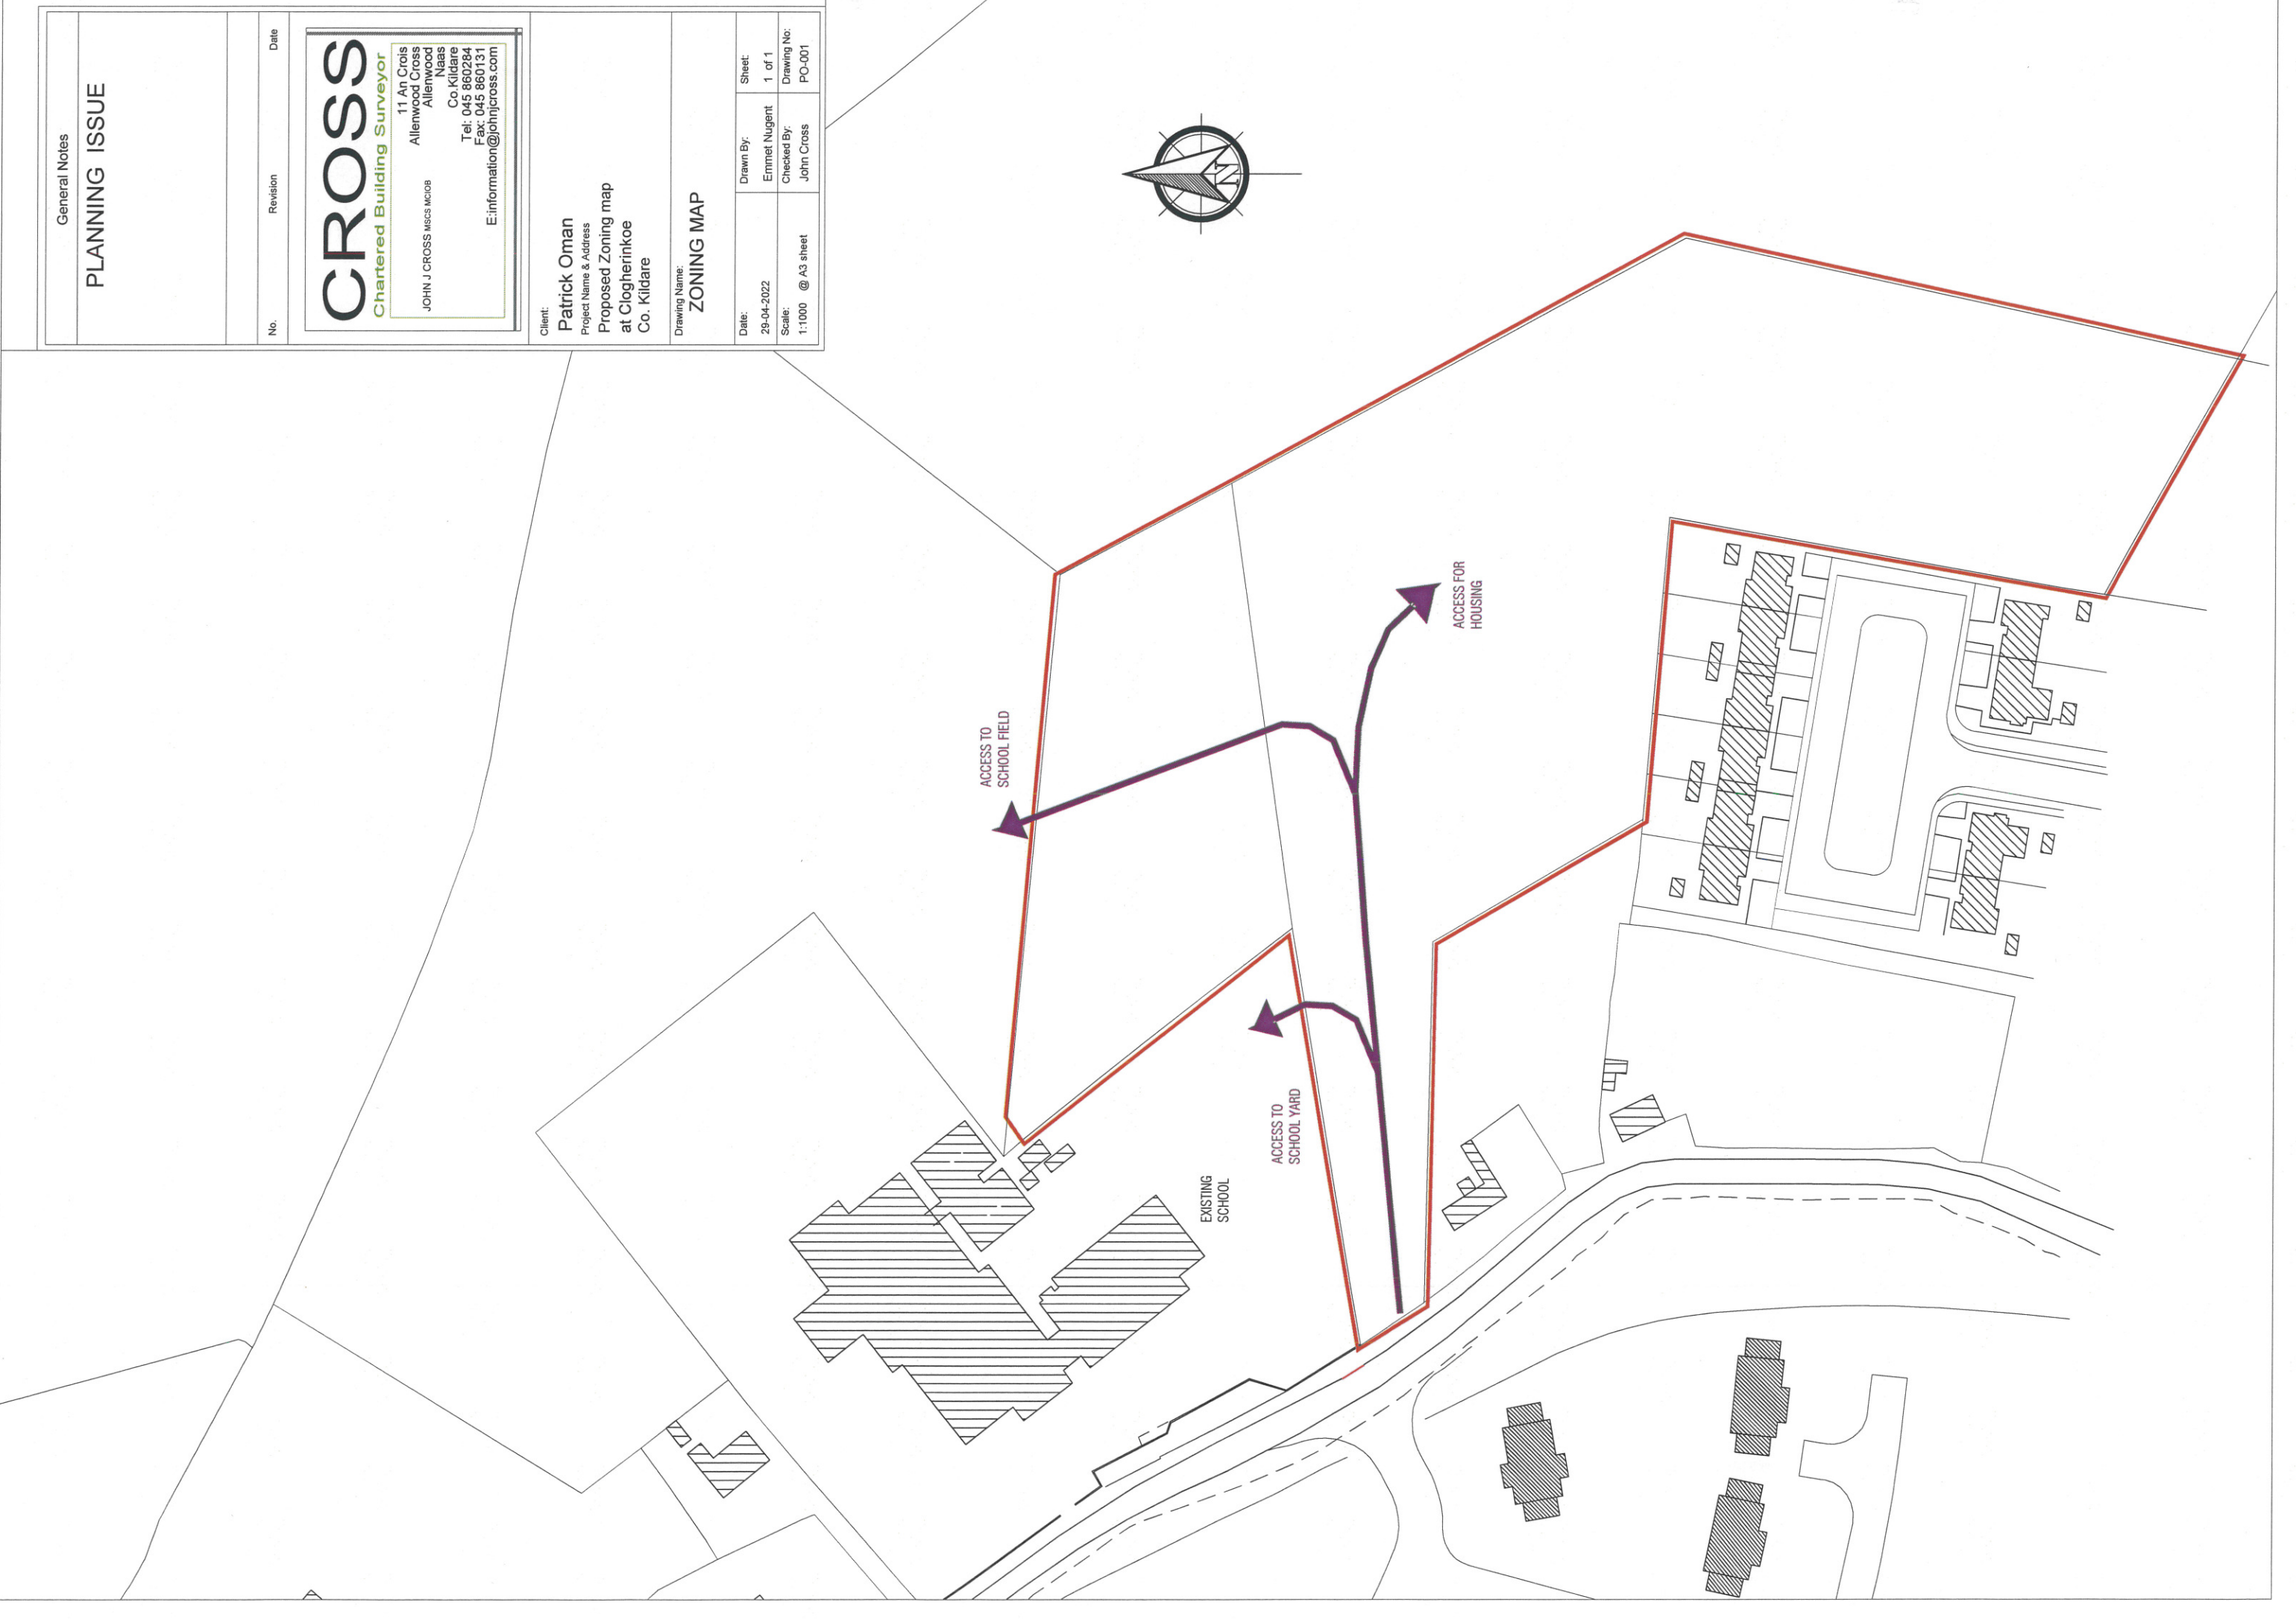 General Notes
PLANNING ISSUE
No. Revision Date
CROSS
Chartered Building Surveyor
11 An Crois
Allenwood Cross
Allenwood
Naas
Co.Kildare
Tel: 045 860284
Fax: 045 860131
E:information@johnjcross.com
JOHN J CROSS MSCS MCIOB
Client:
Patrick Oman
Project Name & Address
Proposed Zoning map
at Clogherinkoe
Co. Kildare
Drawing Name:
ZONING MAP
Date:
29-04-2022
Drawn By:
Emmet Nugent
Sheet:
1 of 1
Scale:
1:1000 @ A3 sheet
Checked By:
John Cross
Drawing No:
PO-001
N
ACCESS TO
SCHOOL FIELD
ACCESS FOR
HOUSING
ACCESS TO
SCHOOL YARD
EXISTING
SCHOOL